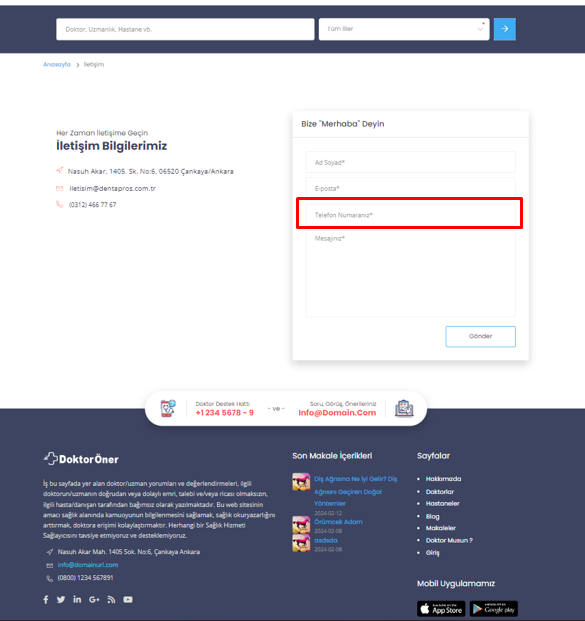 Doktor, Uzmanlık, Hastane vb.
Tüm İller
Anasayfa > İletişim
Her Zaman İletişime Geçin
İletişim Bilgilerimiz
Nasuh Akar, 1405. Sk. No:6, 06520 Çankaya/Ankara
iletisim@dentapros.com.tr
(0312) 466 77 67
Bize "Merhaba" Deyin
Ad Soyad*
E-posta*
Telefon Numaranız*
Mesajınız*
Gönder
Doktor Destek Hattı
+1 234 5678 - 9
- ve -
Soru, Görüş, Önerileriniz
Info@Domain.Com
DoktorÖner
İş bu sayfada yer alan doktor/uzman yorumları ve değerlendirmeleri, ilgili
doktorun/uzmanın doğrudan veya dolaylı emri, talebi ve/veya ricası olmaksızın,
ilgili hasta/danışan tarafından bağımsız olarak yazılmaktadır. Bu web sitesinin
amacı sağlık alanında kamuoyunun bilgilenmesini sağlamak, sağlık okuryazarlığını
arttırmak, doktora erişimi kolaylaştırmaktır. Herhangi bir Sağlık Hizmeti
Sağlayıcısını tavsiye etmiyoruz ve desteklemiyoruz.
Nasuh Akar Mah. 1405 Sok. No:6, Çankaya Ankara
info@domainurl.com
(0800) 1234 567891
Son Makale İçerikleri
Diş Ağrısına Ne İyi Gelir? Diş
Ağrısını Geçiren Doğal
Yöntemler
2024-02-12
Örümcek Adam
2024-02-08
asdsda
2024-02-08
Sayfalar
Hakkımızda
Doktorlar
Hastaneler
Blog
Makaleler
Doktor Musun ?
Giriş
Mobil Uygulamamız
App Store
Google play